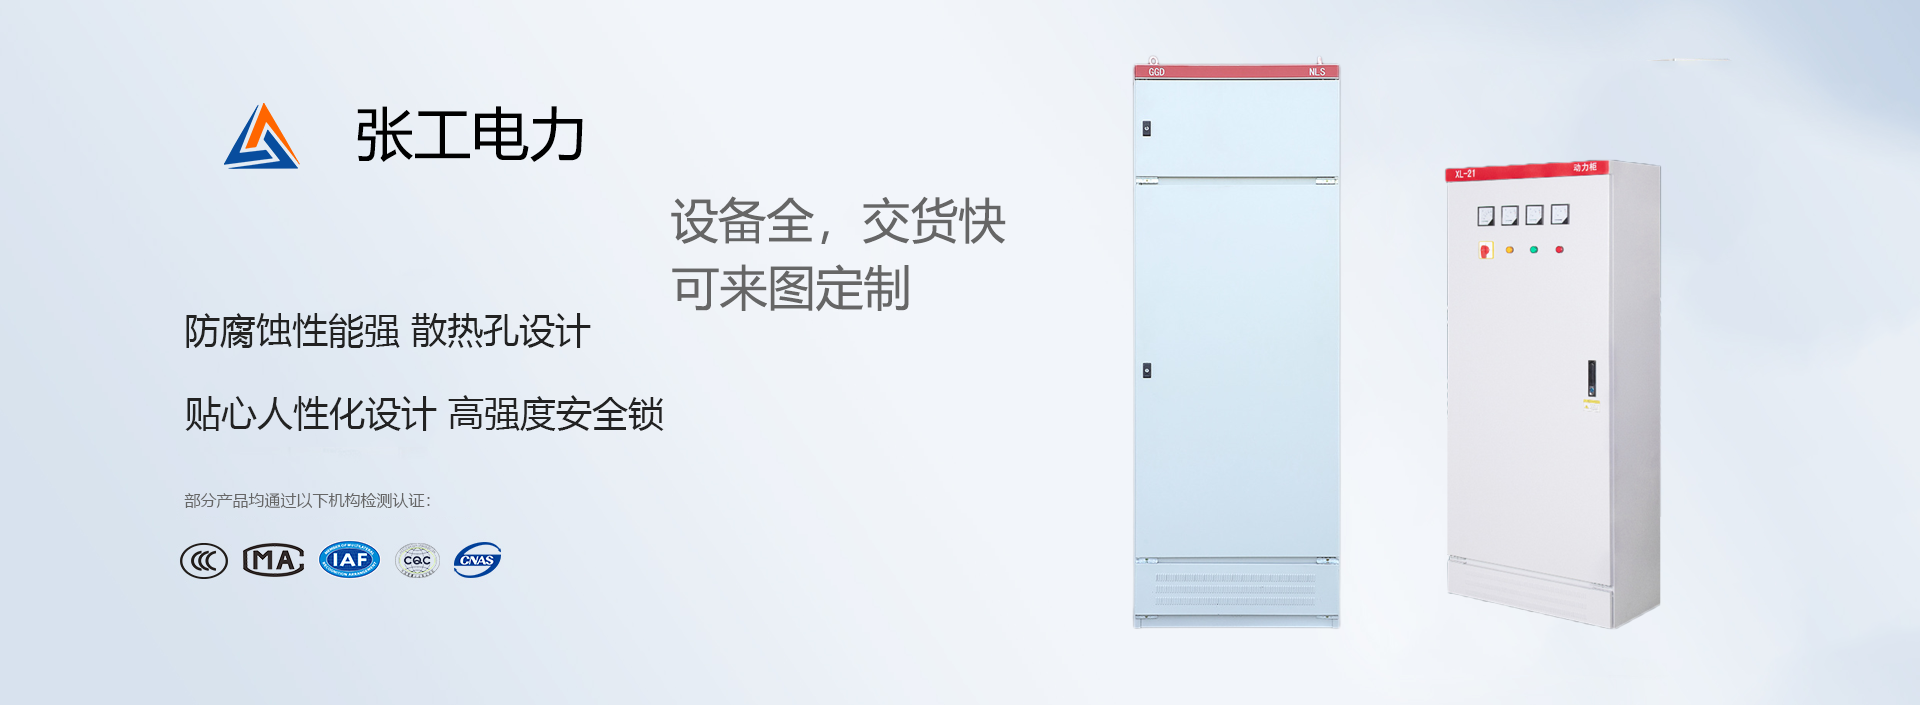 张工电力
设备全，交货快
可来图定制
防腐蚀性能强 散热孔设计
贴心人性化设计 高强度安全锁
部分产品均通过以下机构检测认证：
CCC MA IAF CQC CNAS
GGD NLS
XL-21 动力柜